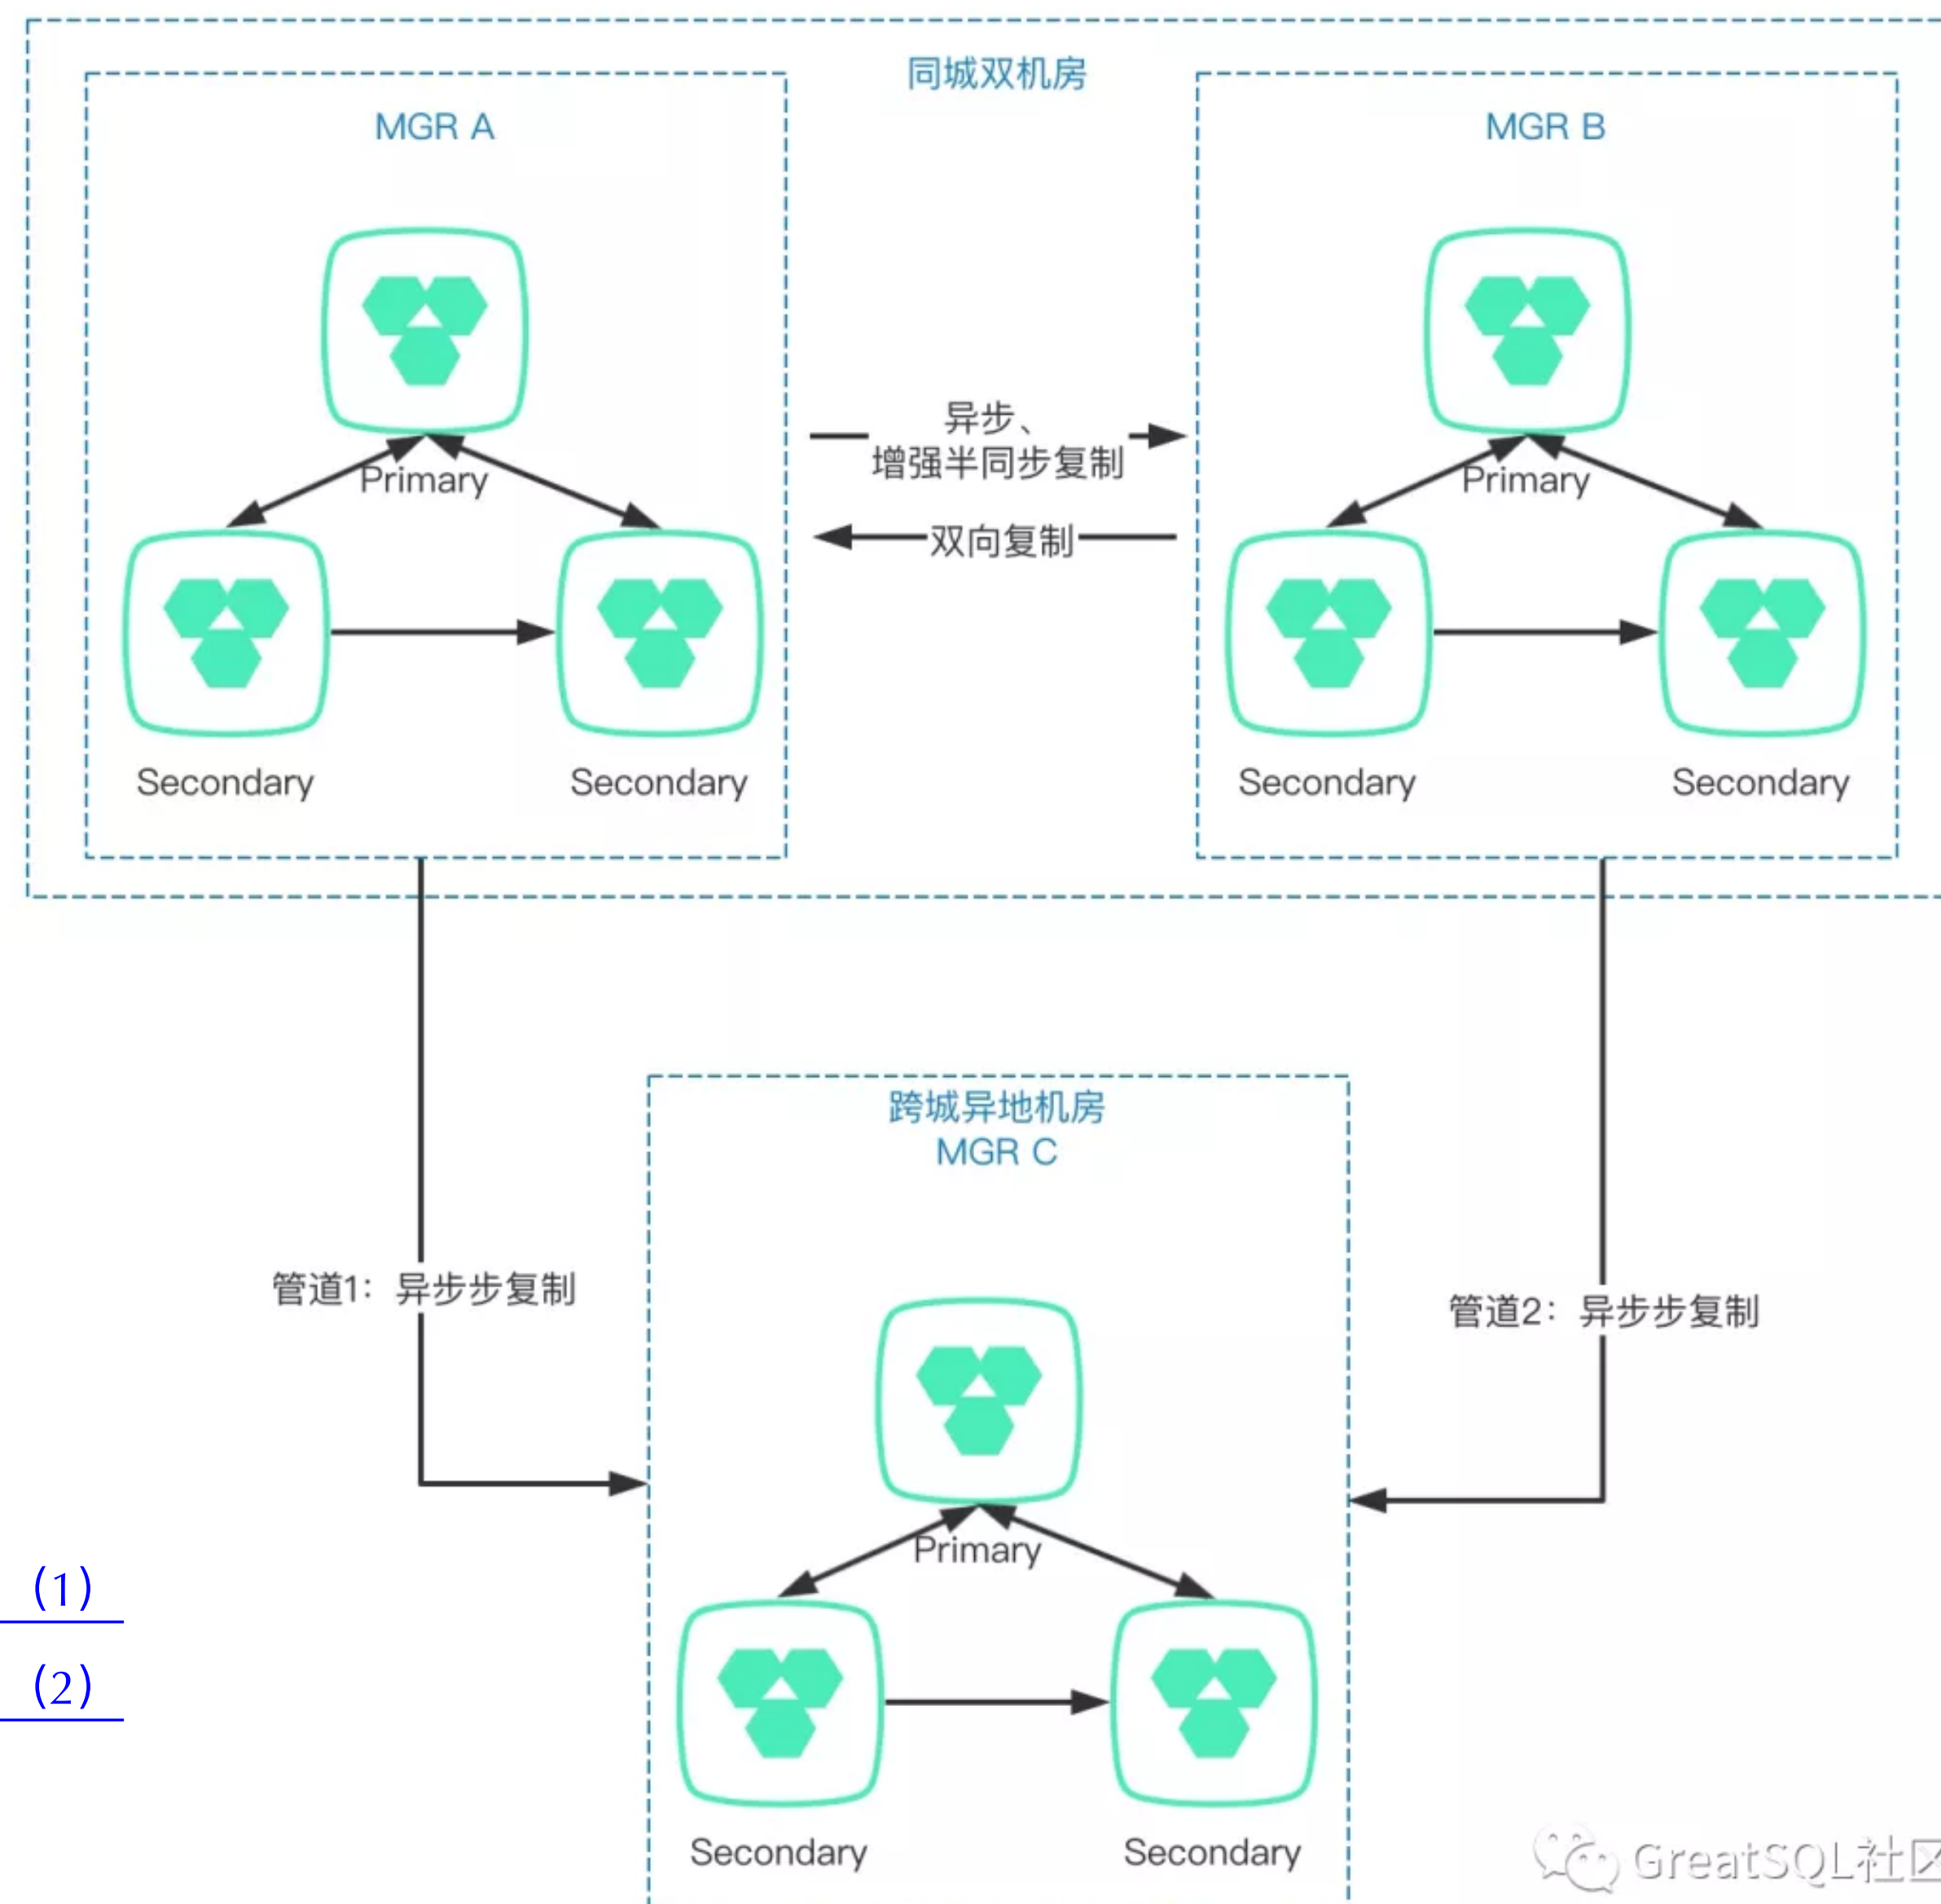 同城双机房
MGR A
MGR B
Primary
Secondary
Secondary
异步、
增强半同步复制
双向复制
Primary
Secondary
Secondary
管道1：异步步复制
管道2：异步步复制
跨城异地机房
MGR C
Primary
Secondary
Secondary
(1)
(2)
GreatSQL社区